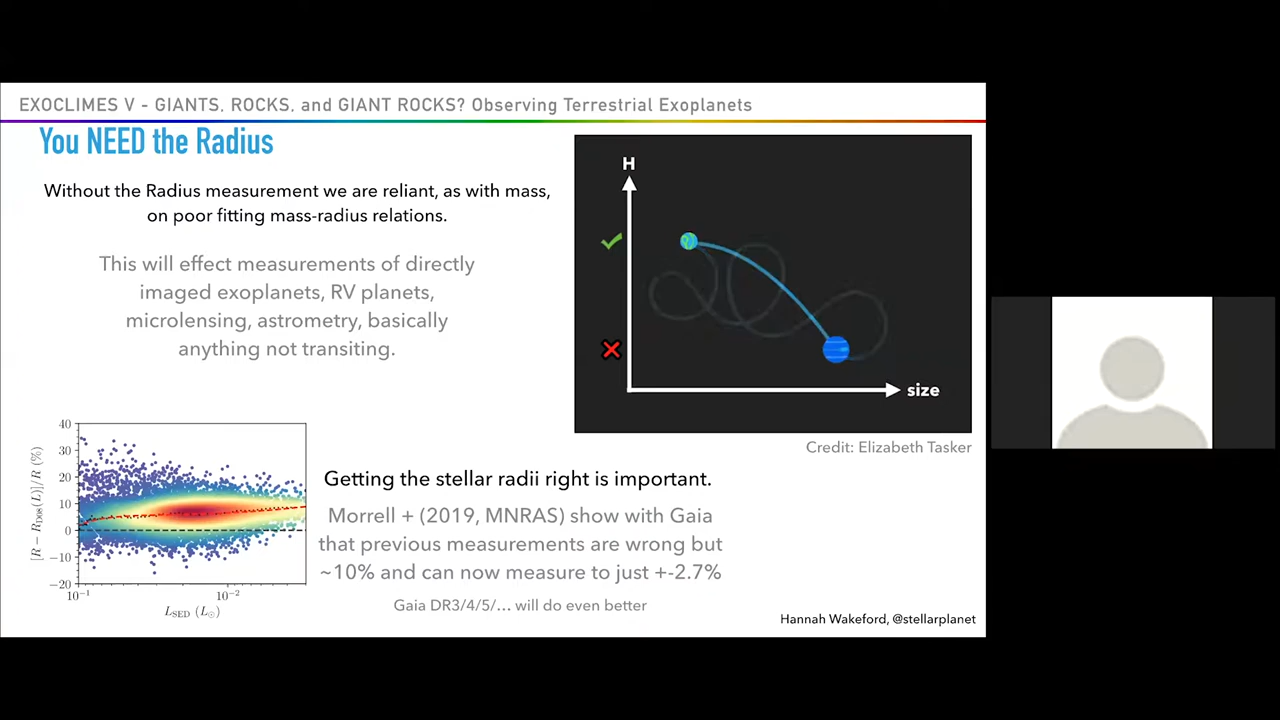 EXOCLIMES V - GIANTS, ROCKS, and GIANT ROCKS? Observing Terrestrial Exoplanets
You NEED the Radius
Without the Radius measurement we are reliant, as with mass,
on poor fitting mass-radius relations.
This will effect measurements of directly
imaged exoplanets, RV planets,
microlensing, astrometry, basically
anything not transiting.
H
size
Credit: Elizabeth Tasker
40
30
20
10
0
−10
−20
[R − R_D08(L)]/R (%)
10⁻¹
10⁻²
L_SED (L_⊙)
Getting the stellar radii right is important.
Morrell + (2019, MNRAS) show with Gaia
that previous measurements are wrong but
~10% and can now measure to just +-2.7%
Gaia DR3/4/5/... will do even better
Hannah Wakeford, @stellarplanet